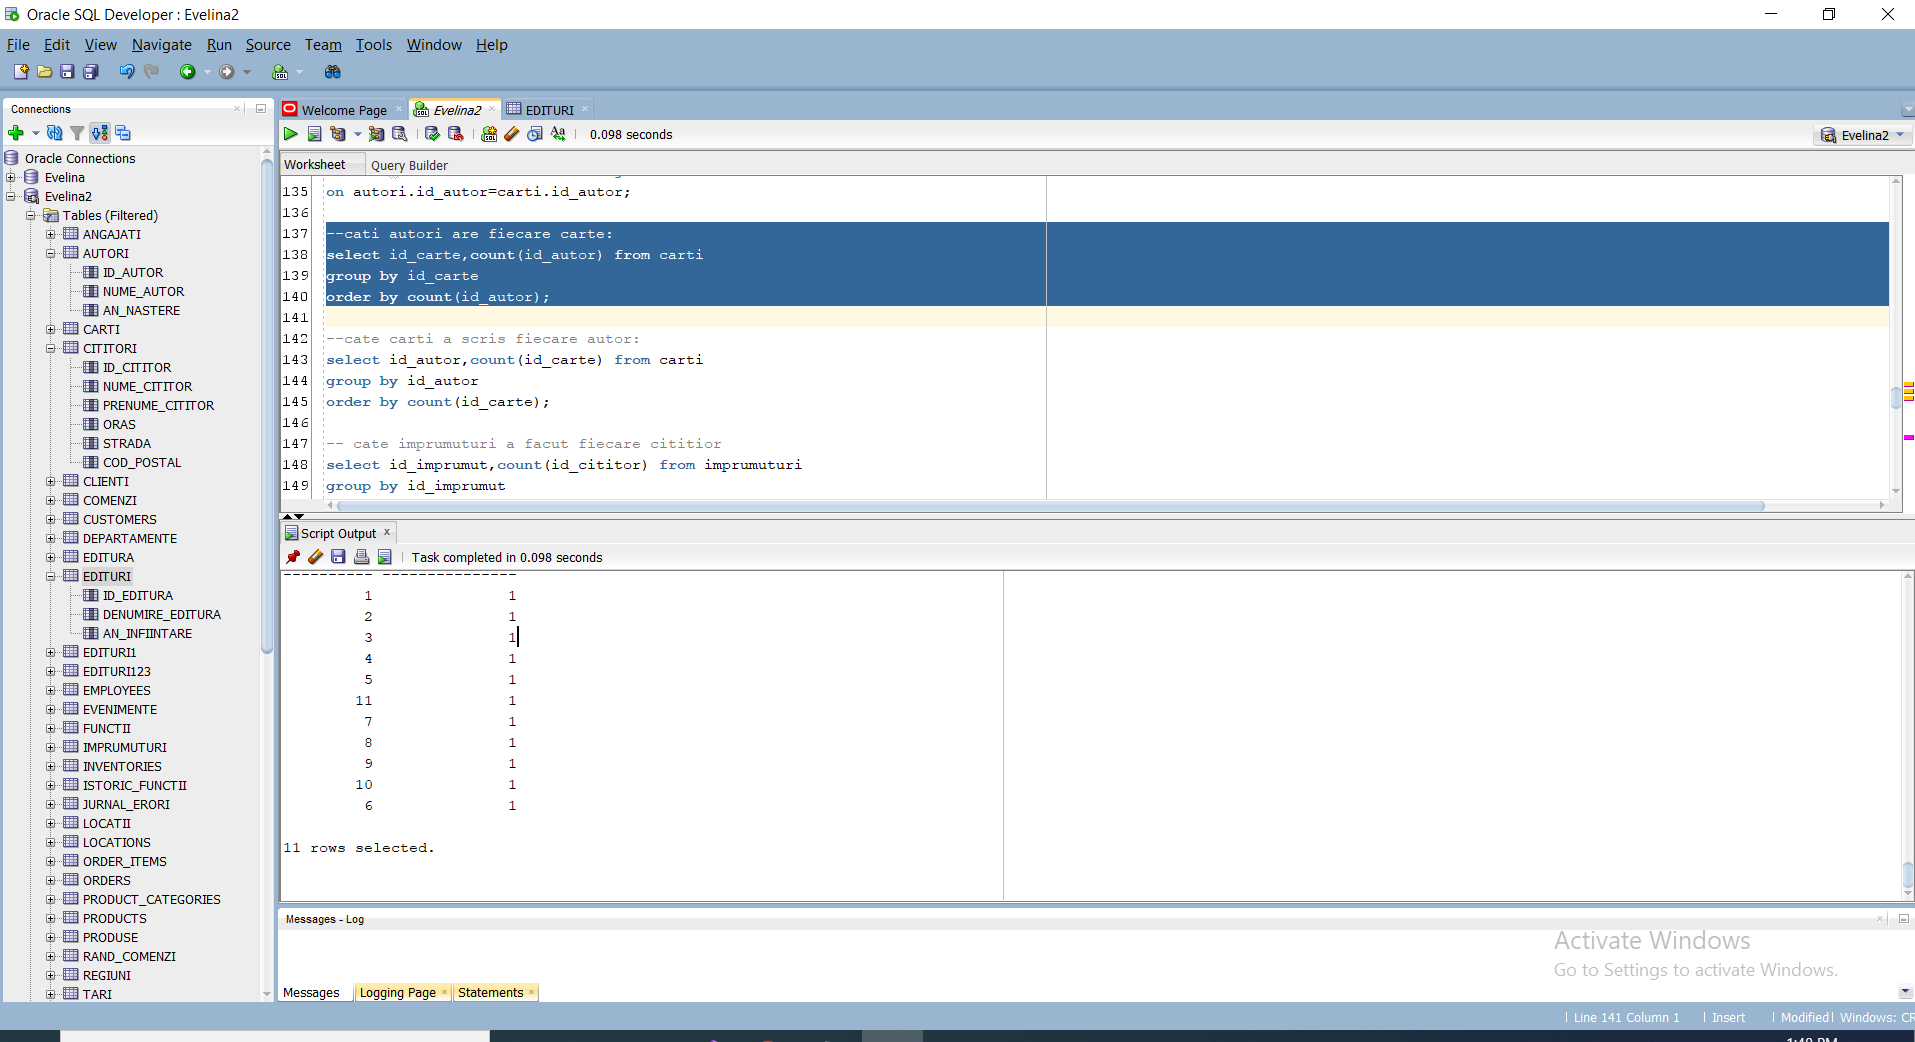 Oracle SQL Developer : Evelina2
File Edit View Navigate Run Source Team Tools Window Help
Connections
Oracle Connections
Evelina
Evelina2
Tables (Filtered)
ANGAJATI
AUTORI
ID_AUTOR
NUME_AUTOR
AN_NASTERE
CARTI
CITITORI
ID_CITITOR
NUME_CITITOR
PRENUME_CITITOR
ORAS
STRADA
COD_POSTAL
CLIENTI
COMENZI
CUSTOMERS
DEPARTAMENTE
EDITURA
EDITURI
ID_EDITURA
DENUMIRE_EDITURA
AN_INFIINTARE
EDITURI1
EDITURI123
EMPLOYEES
EVENIMENTE
FUNCTII
IMPRUMUTURI
INVENTORIES
ISTORIC_FUNCTII
JURNAL_ERORI
LOCATII
LOCATIONS
ORDER_ITEMS
ORDERS
PRODUCT_CATEGORIES
PRODUCTS
PRODUSE
RAND_COMENZI
REGIUNI
TARI
Welcome Page Evelina2 EDITURI
0.098 seconds Evelina2
Worksheet Query Builder
135 on autori.id_autor=carti.id_autor;
136
137 --cati autori are fiecare carte:
138 select id_carte,count(id_autor) from carti
139 group by id_carte
140 order by count(id_autor);
141
142 --cate carti a scris fiecare autor:
143 select id_autor,count(id_carte) from carti
144 group by id_autor
145 order by count(id_carte);
146
147 -- cate imprumuturi a facut fiecare cititior
148 select id_imprumut,count(id_cititor) from imprumuturi
149 group by id_imprumut
Script Output
Task completed in 0.098 seconds
---------- ---------------
1 1
2 1
3 1
4 1
5 1
11 1
7 1
8 1
9 1
10 1
6 1
11 rows selected.
Messages - Log
Activate Windows
Go to Settings to activate Windows.
Messages Logging Page Statements
Line 141 Column 1 Insert Modified Windows: CR
1:40 PM